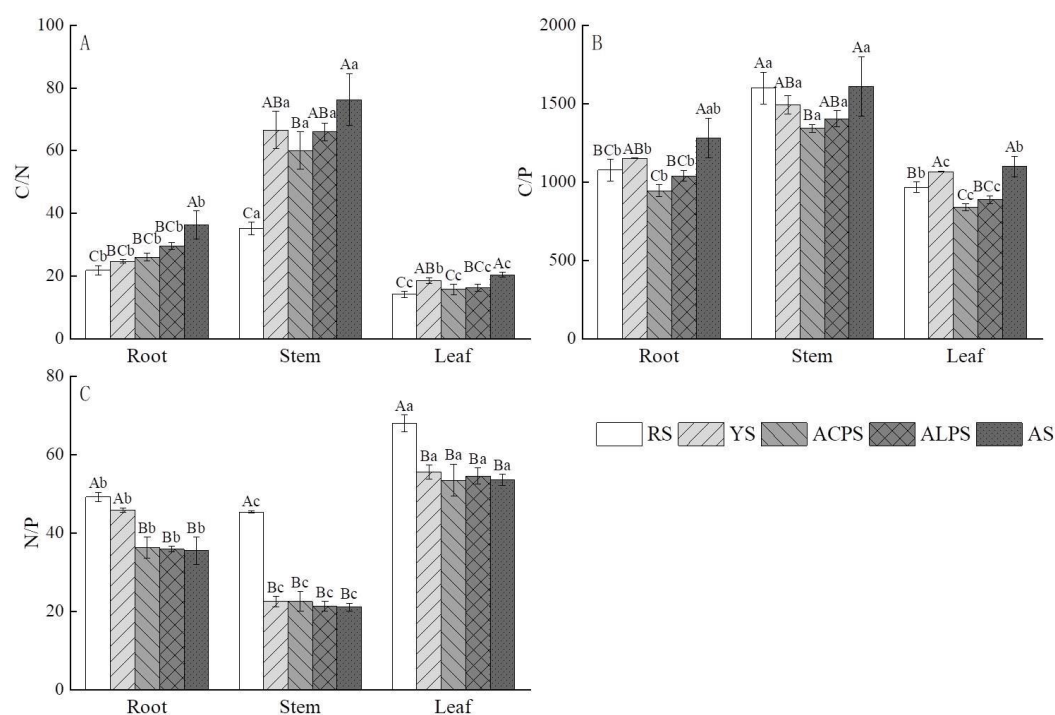 A
C/N
100
80
60
40
20
0
Cb BCb BCb BCb Ab
Ca ABa Ba ABa Aa
Cc ABb Cc BCc Ac
Root Stem Leaf
B
C/P
2000
1500
1000
500
0
BCb ABb Cb BCb Aab
Aa ABa Ba ABa Aa
Bb Ac Cc BCc Ab
Root Stem Leaf
C
N/P
80
60
40
20
0
Ab Ab Bb Bb Bb
Ac Bc Bc Bc Bc
Aa Ba Ba Ba Ba
Root Stem Leaf
RS YS ACPS ALPS AS